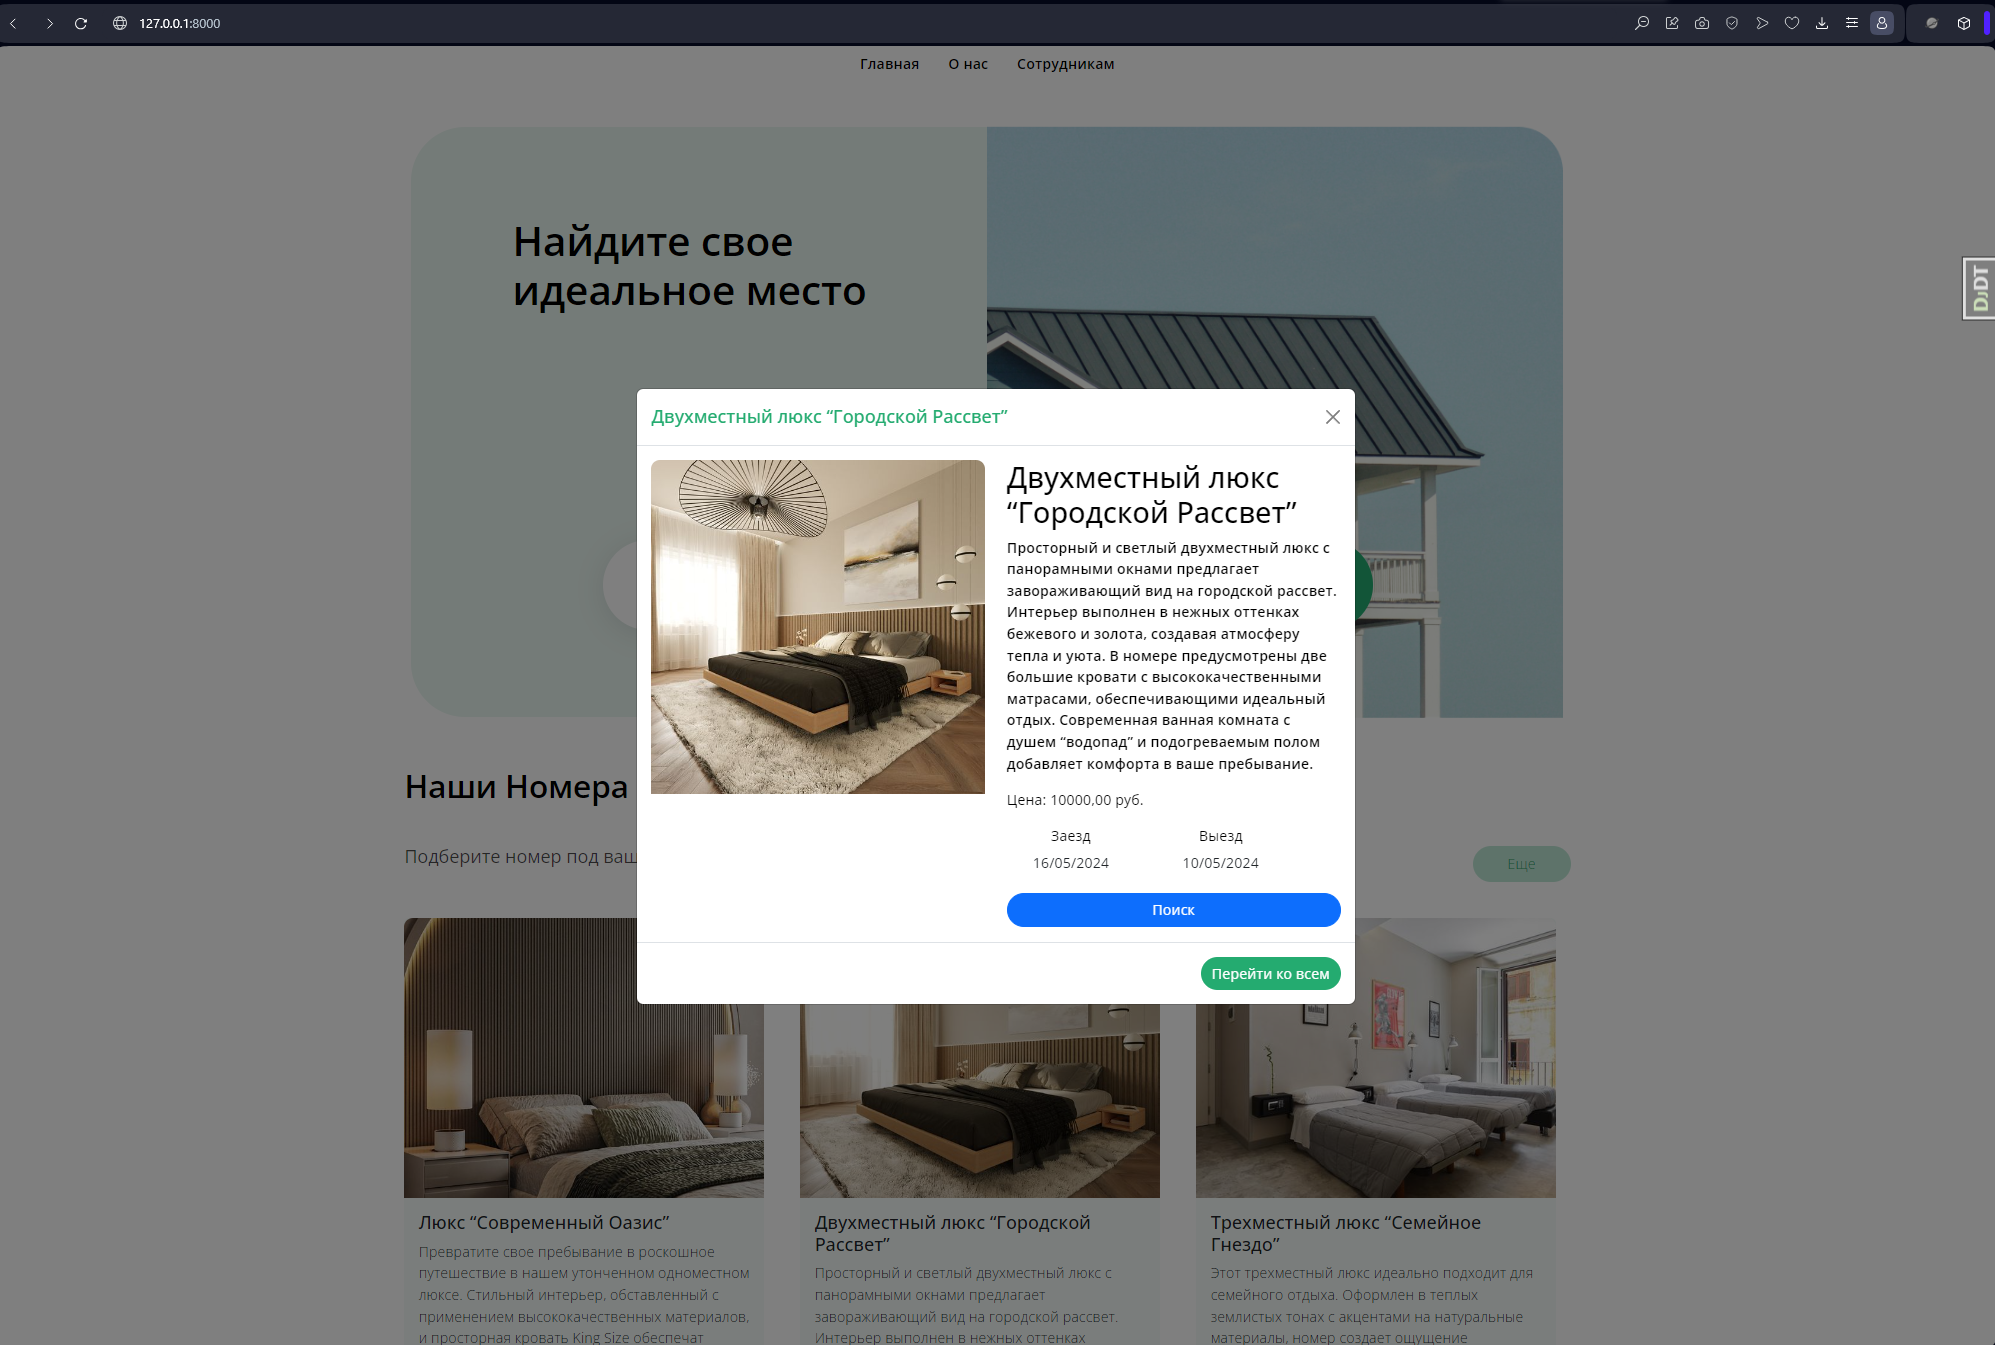 127.0.0.1:8000
Главная О нас Сотрудникам
Найдите свое
идеальное место
DJDT
Двухместный люкс “Городской Рассвет”
Двухместный люкс
“Городской Рассвет”
Просторный и светлый двухместный люкс с
панорамными окнами предлагает
завораживающий вид на городской рассвет.
Интерьер выполнен в нежных оттенках
бежевого и золота, создавая атмосферу
тепла и уюта. В номере предусмотрены две
большие кровати с высококачественными
матрасами, обеспечивающими идеальный
отдых. Современная ванная комната с
душем “водопад” и подогреваемым полом
добавляет комфорта в ваше пребывание.
Цена: 10000,00 руб.
Заезд Выезд
16/05/2024 10/05/2024
Поиск
Перейти ко всем
Наши Номера
Подберите номер под ваш
Еще
Люкс “Современный Оазис”
Превратите свое пребывание в роскошное
путешествие в нашем утонченном одноместном
люксе. Стильный интерьер, обставленный с
применением высококачественных материалов,
и просторная кровать King Size обеспечат
Двухместный люкс “Городской
Рассвет”
Просторный и светлый двухместный люкс с
панорамными окнами предлагает
завораживающий вид на городской рассвет.
Интерьер выполнен в нежных оттенках
Трехместный люкс “Семейное
Гнездо”
Этот трехместный люкс идеально подходит для
семейного отдыха. Оформлен в теплых
землистых тонах с акцентами на натуральные
материалы, номер создает ощущение